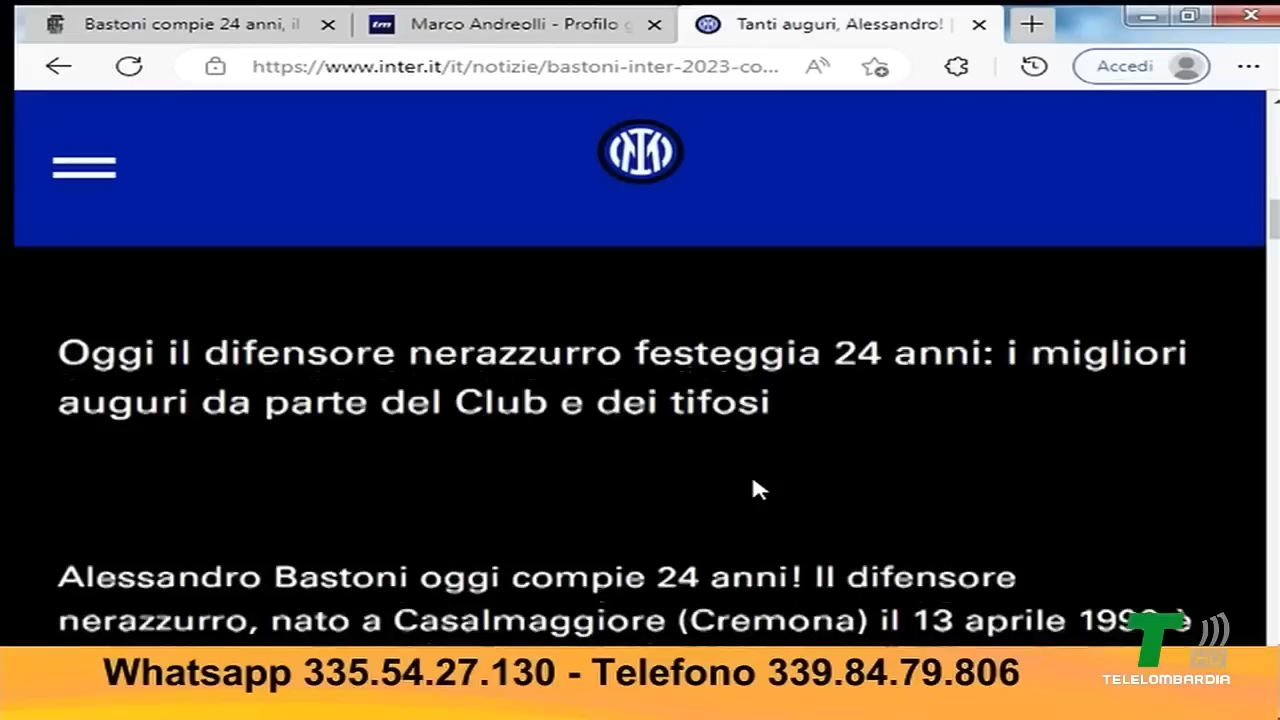 Bastoni compie 24 anni, il
Marco Andreolli - Profilo g
Tanti auguri, Alessandro! |
https://www.inter.it/it/notizie/bastoni-inter-2023-co...
Accedi
Oggi il difensore nerazzurro festeggia 24 anni: i migliori
auguri da parte del Club e dei tifosi
Alessandro Bastoni oggi compie 24 anni! Il difensore
nerazzurro, nato a Casalmaggiore (Cremona) il 13 aprile è
Whatsapp 335.54.27.130 - Telefono 339.84.79.806
TELELOMBARDIA